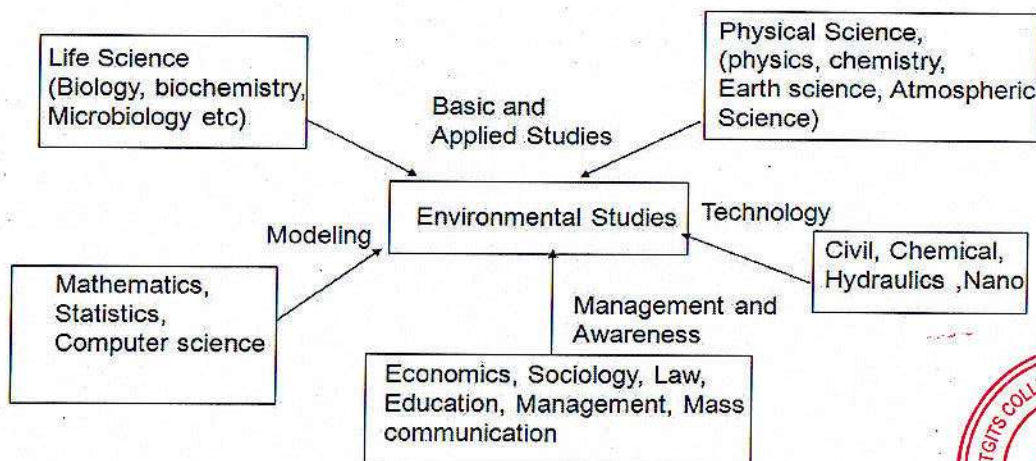 Life Science
(Biology, biochemistry,
Microbiology etc)
Basic and
Applied Studies
Physical Science,
(physics, chemistry,
Earth science, Atmospheric
Science)
Environmental Studies
Modeling
Technology
Mathematics,
Statistics,
Computer science
Civil, Chemical,
Hydraulics ,Nano
Management and
Awareness
Economics, Sociology, Law,
Education, Management, Mass
communication